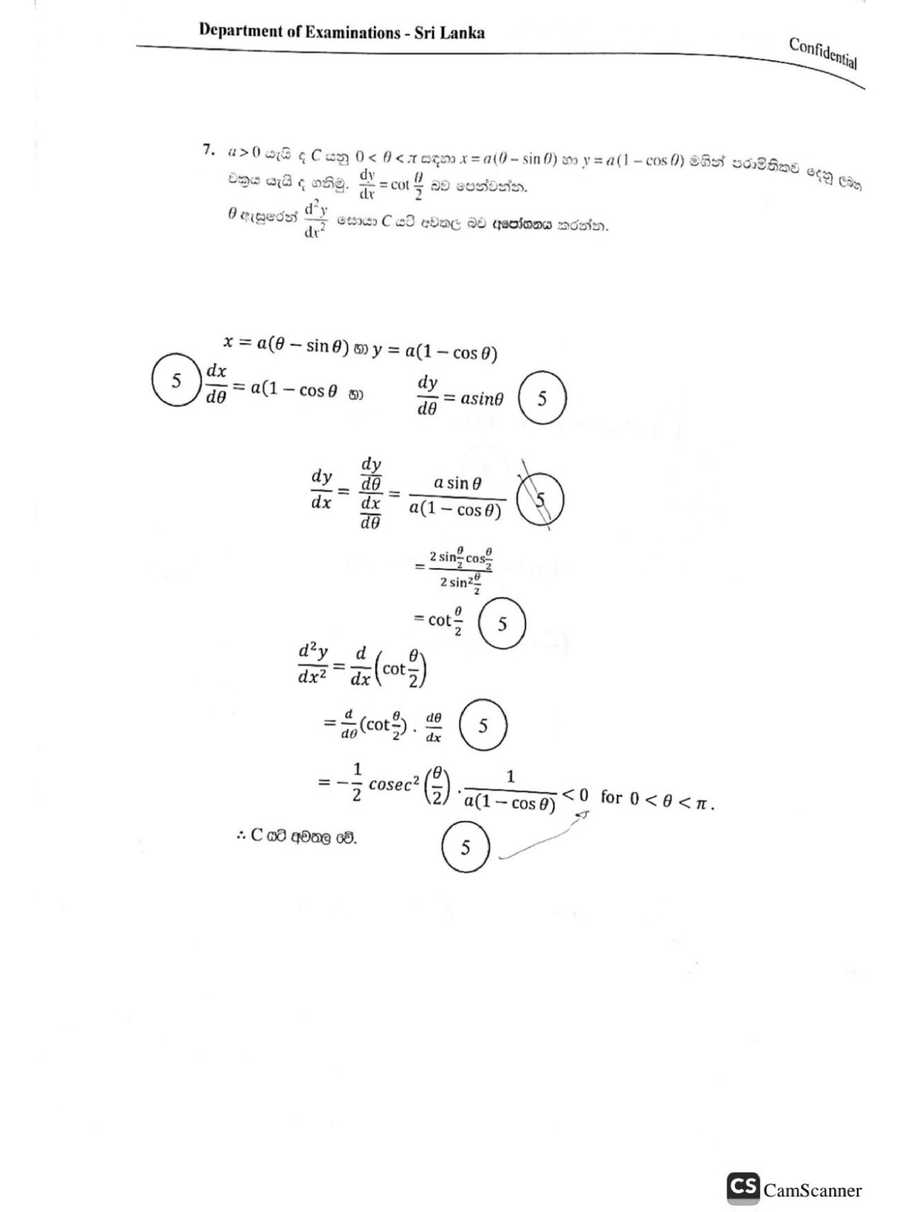 Department of Examinations - Sri Lanka
Confidential
7. a > 0 යැයි ද C යනු 0 < θ < π සඳහා x = a(θ – sin θ) හා y = a(1 – cos θ) මගින් පරාමිතිකව දෙනු ලබන
වක්‍රය යැයි ද ගනිමු. dy/dx = cot θ/2 බව පෙන්වන්න.
θ ඇසුරෙන් d²y/dx² සොයා C යටි අවතල බව අපෝහනය කරන්න.
x = a(θ − sin θ) හා y = a(1 − cos θ)
5 dx/dθ = a(1 − cos θ හා dy/dθ = asinθ 5
dy/dx = (dy/dθ)/(dx/dθ) = a sin θ / a(1 − cos θ) 5
= 2 sin θ/2 cos θ/2 / 2 sin² θ/2
= cot θ/2 5
d²y/dx² = d/dx (cot θ/2)
= d/dθ (cot θ/2) . dθ/dx 5
= − 1/2 cosec² (θ/2) . 1/a(1 − cos θ) < 0 for 0 < θ < π .
∴ C යටි අවතල වේ. 5
CS CamScanner